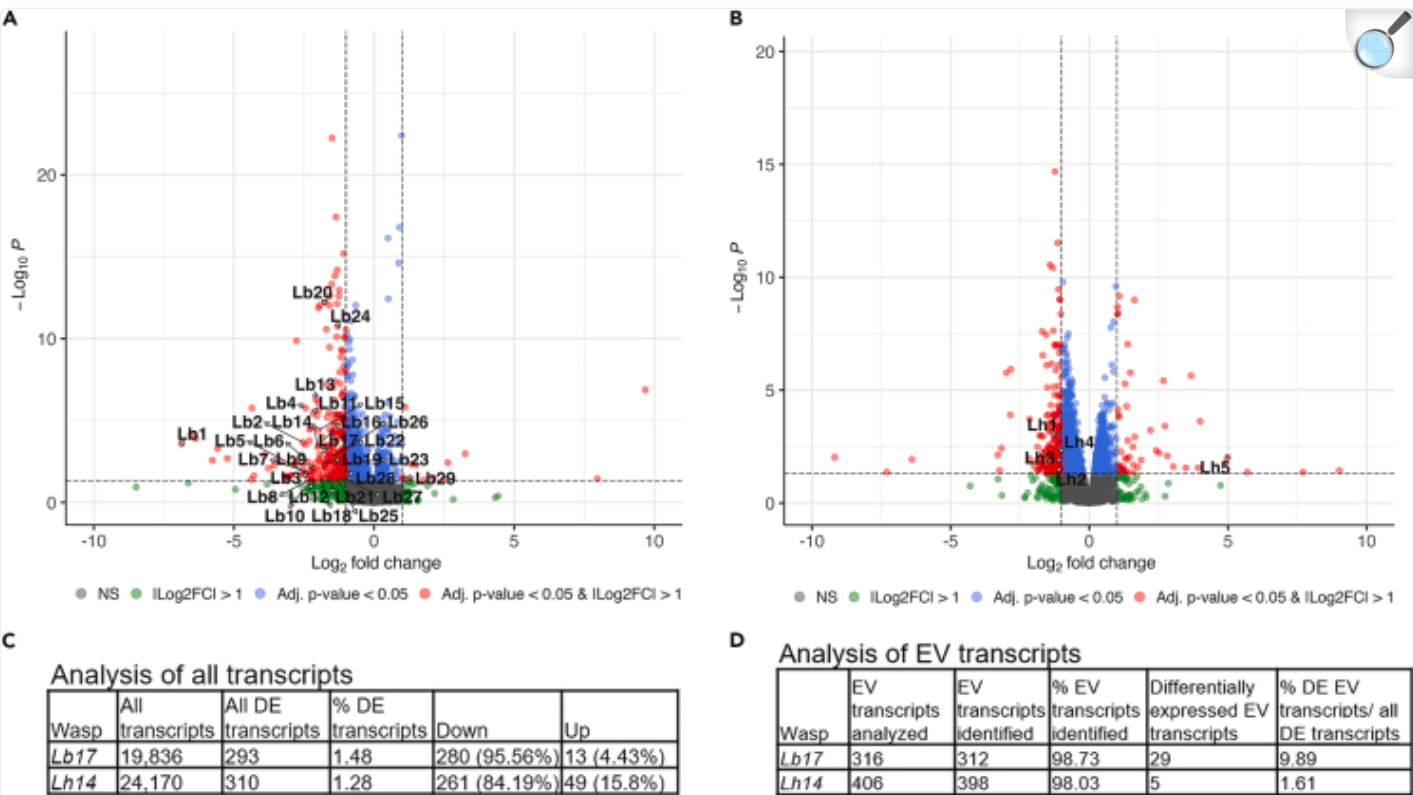 A
B
20
10
0
-10
-5
0
5
10
– Log10 P
Log2 fold change
Lb20
Lb24
Lb13
Lb4
Lb11
Lb15
Lb2
Lb14
Lb16
Lb26
Lb1
Lb5
Lb6
Lb17
Lb22
Lb7
Lb9
Lb19
Lb23
Lb3
Lb28
Lb29
Lb8
Lb12
Lb21
Lb27
Lb10
Lb18
Lb25
NS |Log2FC| > 1 Adj. p-value < 0.05 Adj. p-value < 0.05 & |Log2FC| > 1
20
15
10
5
0
-10
-5
0
5
10
– Log10 P
Log2 fold change
Lh1
Lh4
Lh3
Lh5
Lh2
NS |Log2FC| > 1 Adj. p-value < 0.05 Adj. p-value < 0.05 & |Log2FC| > 1
C
Analysis of all transcripts
Wasp
All
transcripts
All DE
transcripts
% DE
transcripts
Down
Up
Lb17 19,836 293 1.48 280 (95.56%) 13 (4.43%)
Lh14 24,170 310 1.28 261 (84.19%) 49 (15.8%)
D
Analysis of EV transcripts
Wasp
EV
transcripts
analyzed
EV
transcripts
identified
% EV
transcripts
identified
Differentially
expressed EV
transcripts
% DE EV
transcripts/ all
DE transcripts
Lb17 316 312 98.73 29 9.89
Lh14 406 398 98.03 5 1.61